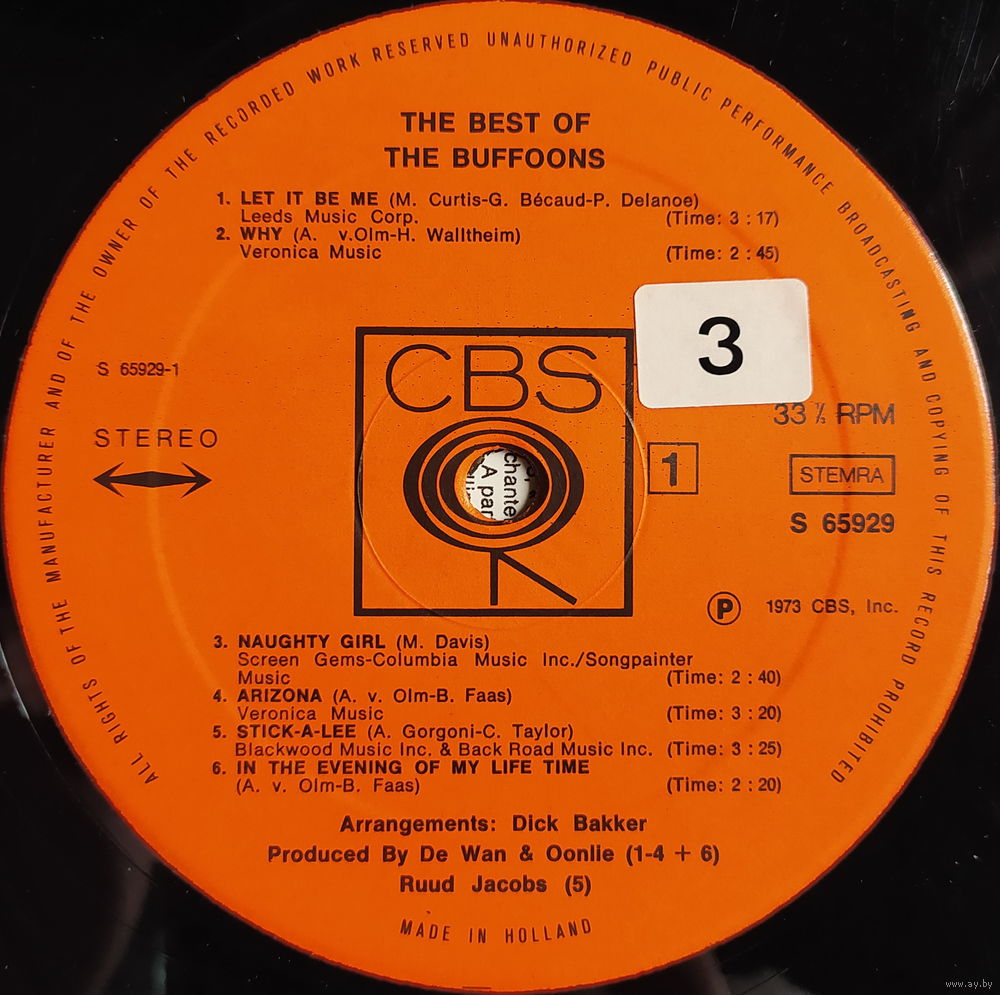 ALL RIGHTS OF THE MANUFACTURER AND OF THE OWNER OF THE RECORDED WORK RESERVED UNAUTHORIZED PUBLIC PERFORMANCE BROADCASTING AND COPYING OF THIS RECORD PROHIBITED
THE BEST OF
THE BUFFOONS
1. LET IT BE ME (M. Curtis-G. Bécaud-P. Delanoe)
Leeds Music Corp. (Time: 3 : 17)
2. WHY (A. v.Olm-H. Walltheim)
Veronica Music (Time: 2 : 45)
3
CBS
S 65929-1
33 ⅓ RPM
STEREO
1
STEMRA
chante
A par
S 65929
Ⓟ 1973 CBS, Inc.
3. NAUGHTY GIRL (M. Davis)
Screen Gems-Columbia Music Inc./Songpainter
Music (Time: 2 : 40)
4. ARIZONA (A. v. Olm-B. Faas)
Veronica Music (Time: 3 : 20)
5. STICK-A-LEE (A. Gorgoni-C. Taylor)
Blackwood Music Inc. & Back Road Music Inc. (Time: 3 : 25)
6. IN THE EVENING OF MY LIFE TIME
(A. v. Olm-B. Faas) (Time: 2 : 20)
Arrangements: Dick Bakker
Produced By De Wan & Oonlie (1-4 + 6)
Ruud Jacobs (5)
MADE IN HOLLAND
www.ay.by